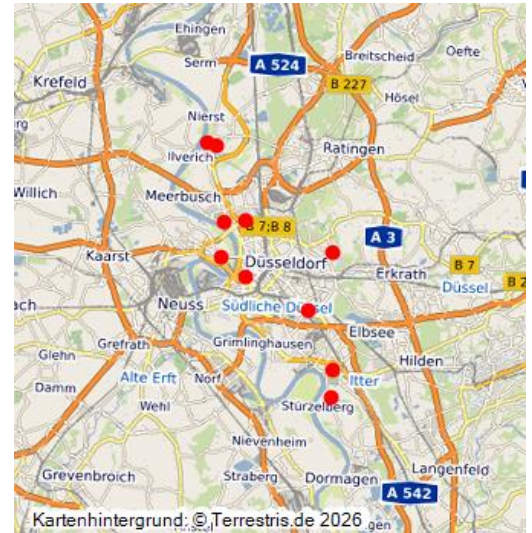 Ehingen
Oefte
Serm
A 524
Breitscheid
Krefeld
B 227
Hösel
Nierst
Ilverich
Ratingen
Willich
Meerbusch
B 7;B 8
A 3
Kaarst
Düsseldorf
Erkrath
B 7
Düssel
B 2
Neuss
Südliche Düssel
Elbsee
Grefrath
Grimlinghausen
Glehn
Hilden
Alte Erft
Norf
Itter
Damm
Wehl
Stürzelberg
Nievenheim
Grevenbroich
Straberg
Dormagen
Langenfeld
A 542
Kartenhintergrund: © Terrestris.de 2026